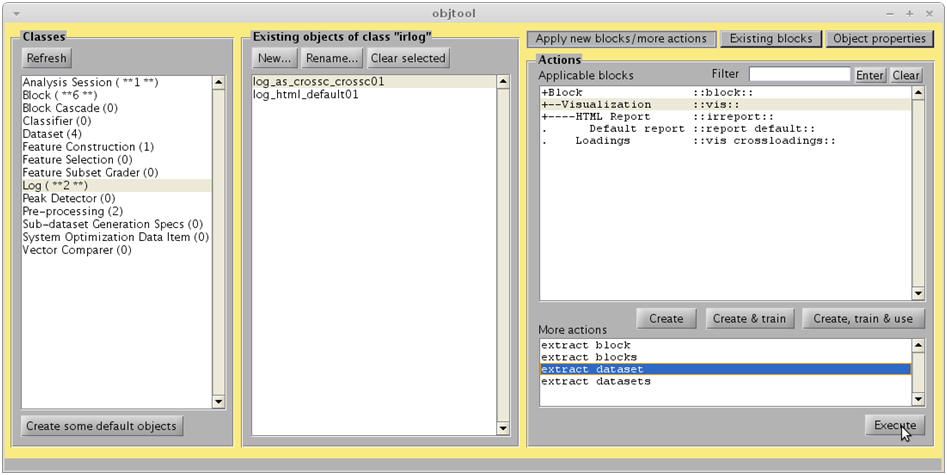 objtool
Classes
Refresh
Analysis Session ( **1 **)
Block ( **6 **)
Block Cascade (0)
Classifier (0)
Dataset (4)
Feature Construction (1)
Feature Selection (0)
Feature Subset Grader (0)
Log ( **2 **)
Peak Detector (0)
Pre-processing (2)
Sub-dataset Generation Specs (0)
System Optimization Data Item (0)
Vector Comparer (0)
Create some default objects
Existing objects of class "irlog"
New... Rename... Clear selected
log_as_crossc_crossc01
log_html_default01
Apply new blocks/more actions Existing blocks Object properties
Actions
Applicable blocks Filter Enter Clear
+Block ::block::
+--Visualization ::vis::
+----HTML Report ::irreport::
. Default report ::report default::
. Loadings ::vis crossloadings::
Create Create & train Create, train & use
More actions
extract block
extract blocks
extract dataset
extract datasets
Execute